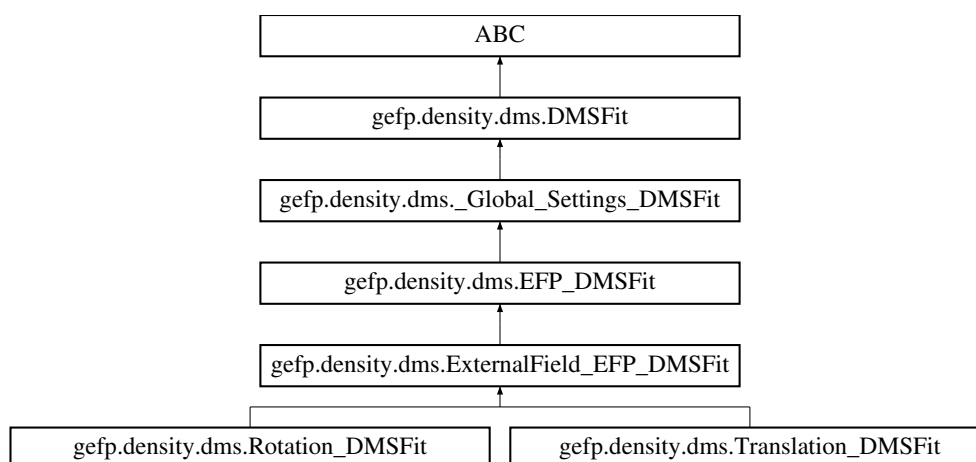 ABC
gefp.density.dms.DMSFit
gefp.density.dms._Global_Settings_DMSFit
gefp.density.dms.EFP_DMSFit
gefp.density.dms.ExternalField_EFP_DMSFit
gefp.density.dms.Rotation_DMSFit gefp.density.dms.Translation_DMSFit